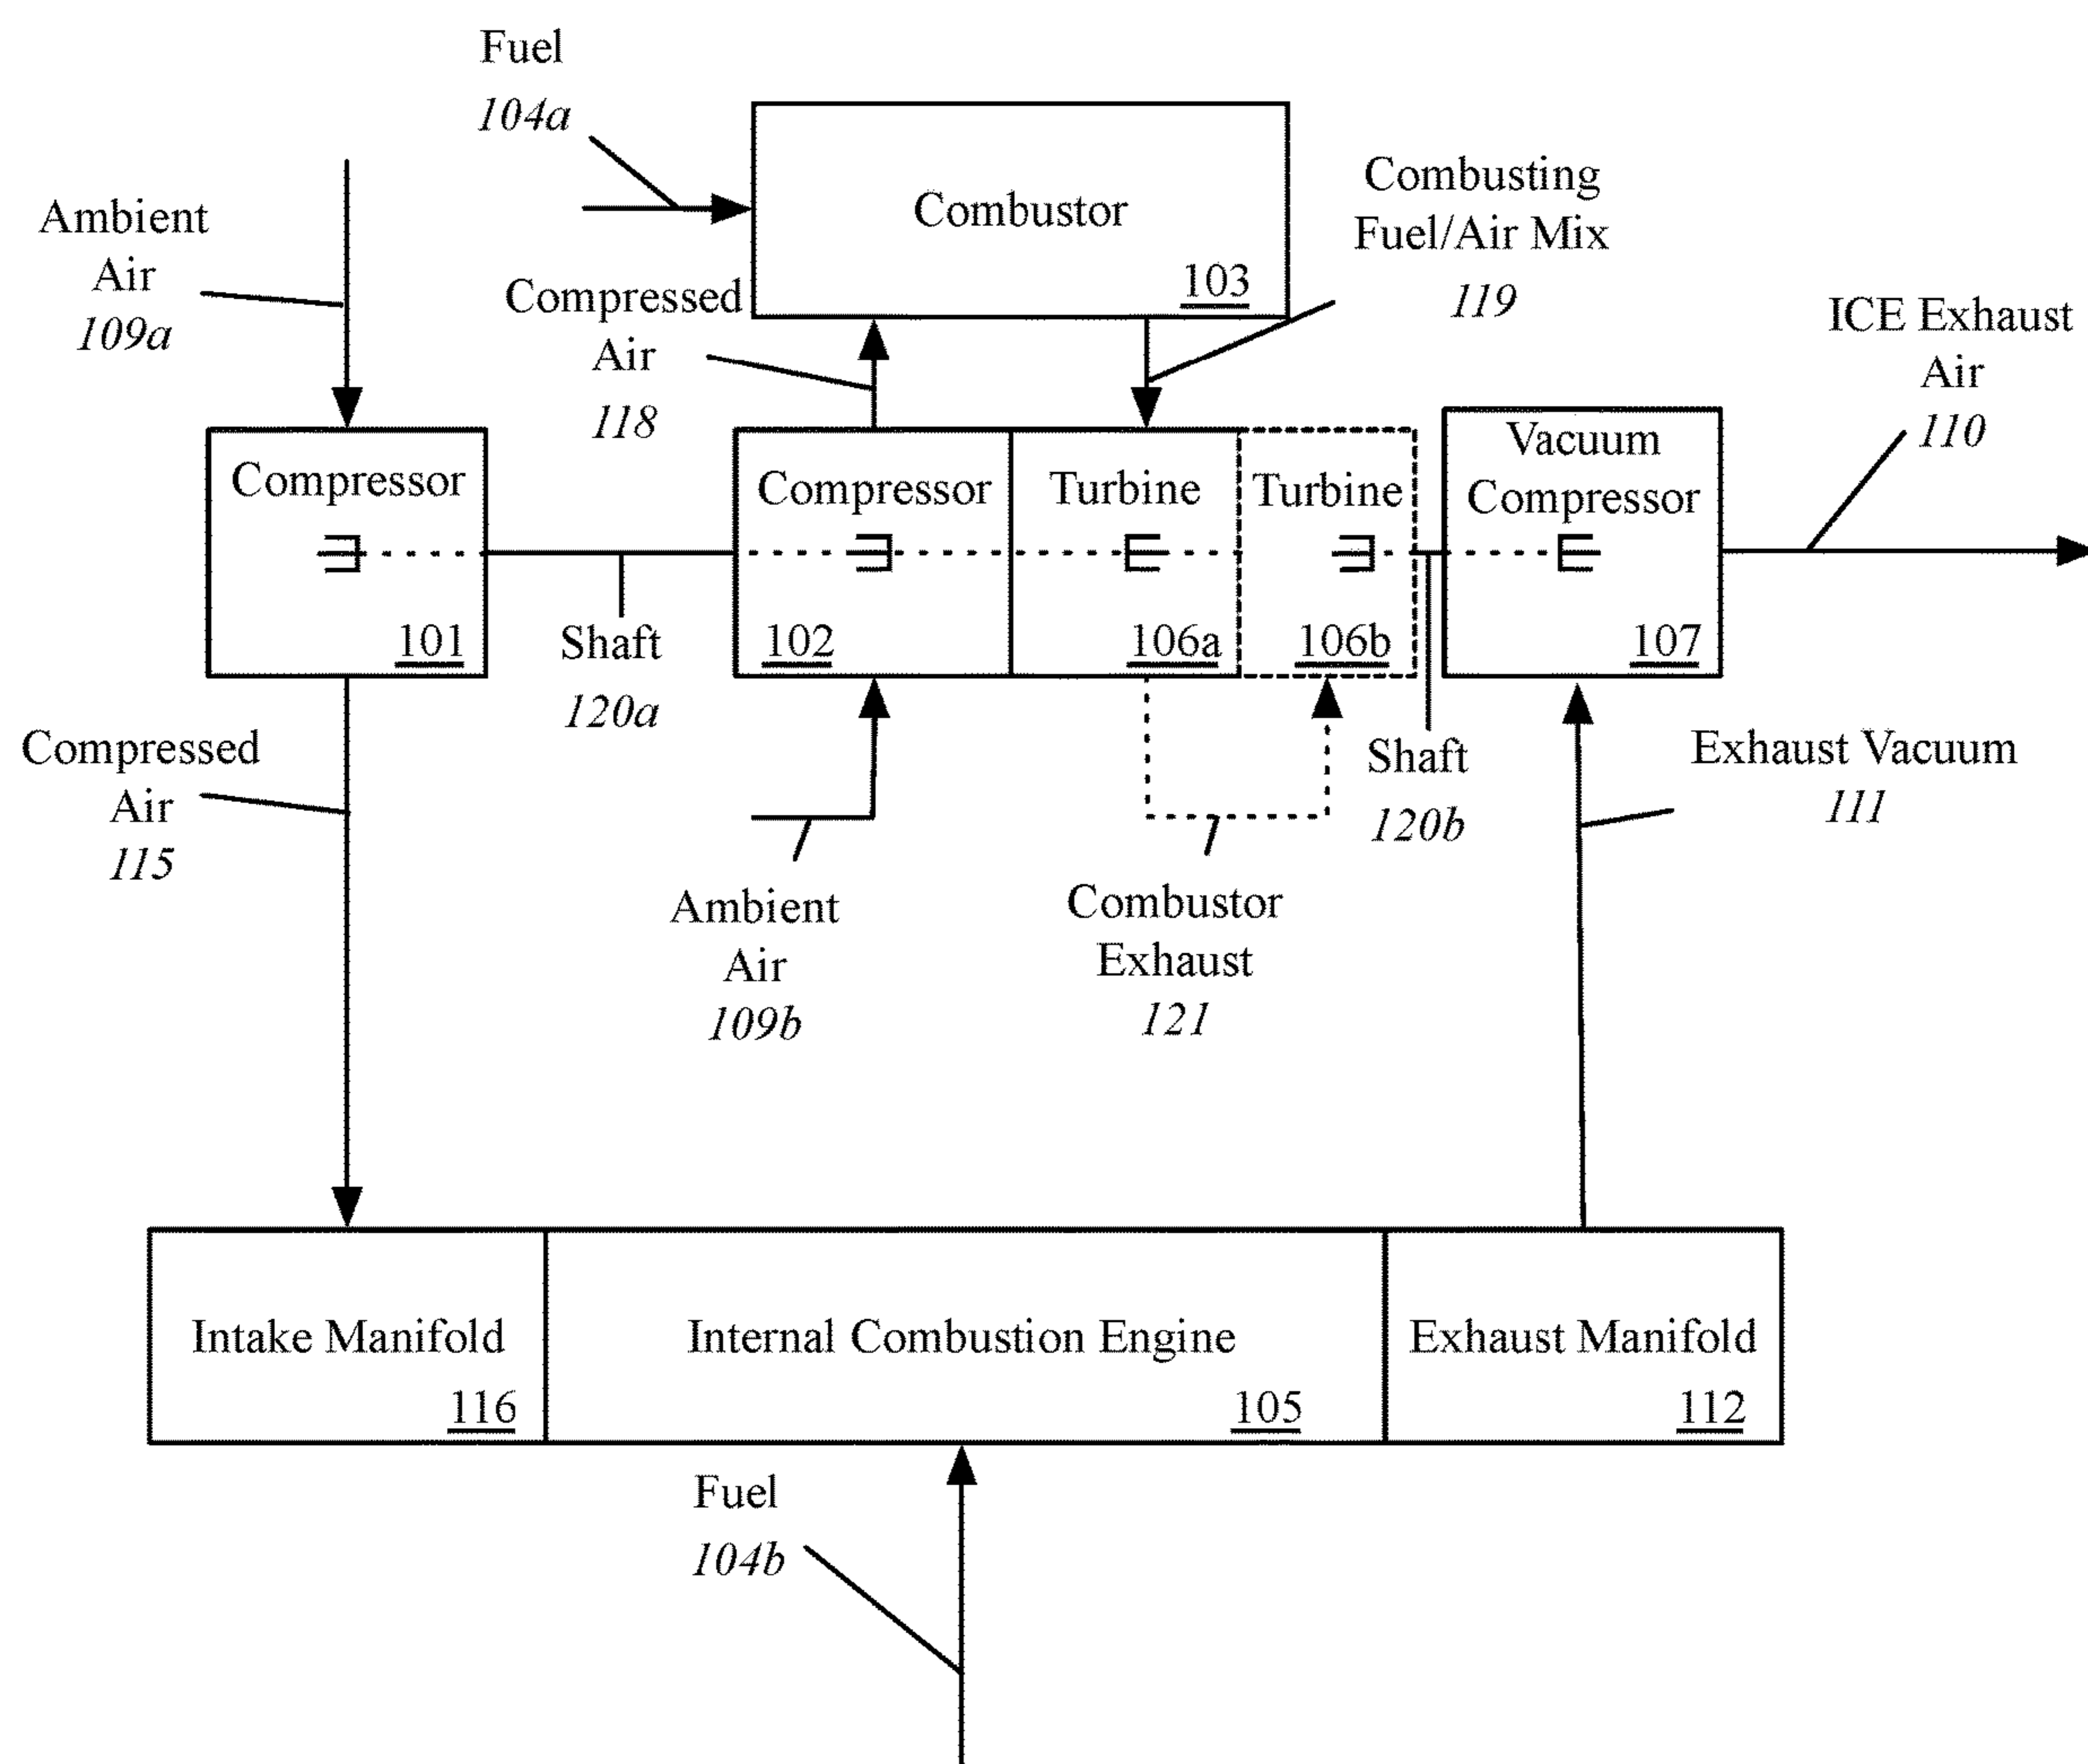 Fuel
104a
Combustor
103
Combusting
Fuel/Air Mix
119
Ambient
Air
109a
Compressed
Air
118
ICE Exhaust
Air
110
Compressor
101
Shaft
120a
Compressor
102
Turbine
106a
Turbine
106b
Shaft
120b
Vacuum
Compressor
107
Compressed
Air
115
Ambient
Air
109b
Combustor
Exhaust
121
Exhaust Vacuum
111
Intake Manifold
116
Internal Combustion Engine
105
Exhaust Manifold
112
Fuel
104b